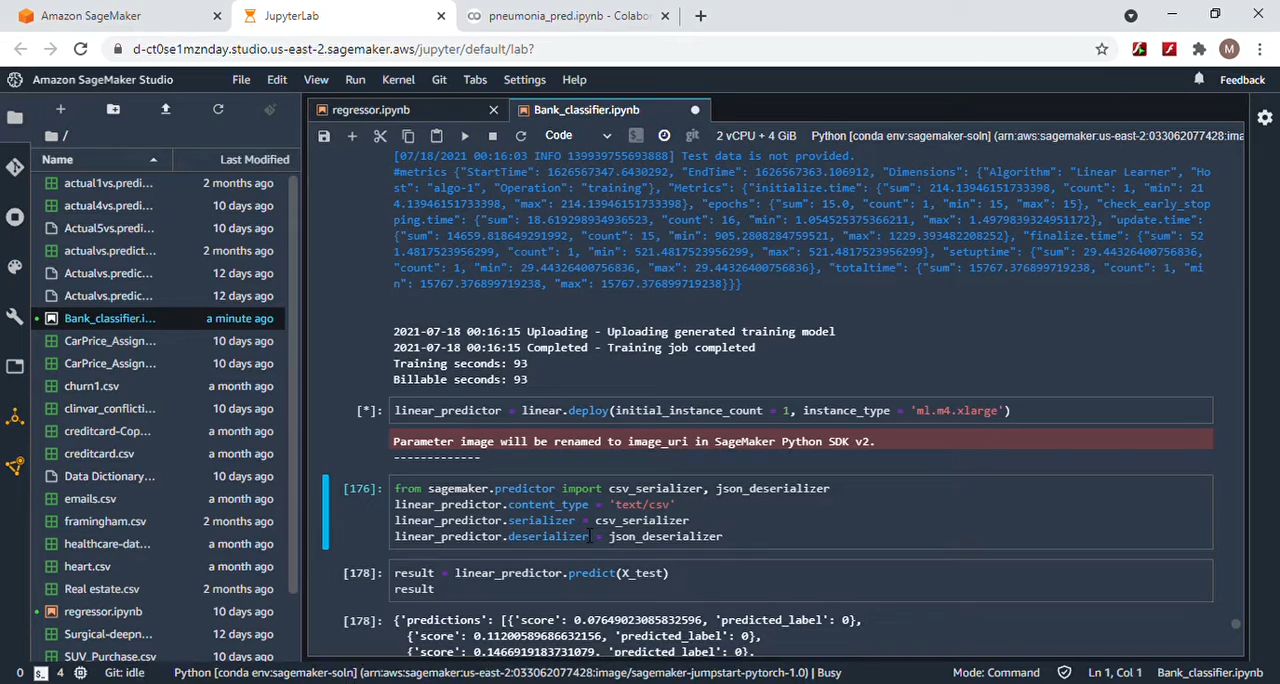 Amazon SageMaker
JupyterLab
pneumonia_pred.ipynb - Colabo
d-ct0se1mznday.studio.us-east-2.sagemaker.aws/jupyter/default/lab?
M
Amazon SageMaker Studio
File Edit View Run Kernel Git Tabs Settings Help
Feedback
/
Name Last Modified
actual1vs.predi... 2 months ago
actual4vs.predi... 12 days ago
Actual5vs.predi... 12 days ago
actualvs.predict... 2 months ago
Actualvs.predic... 12 days ago
Actualvs.predic... 12 days ago
Bank_classifier.i... a minute ago
CarPrice_Assign... 10 days ago
CarPrice_Assign... 10 days ago
churn1.csv a month ago
clinvar_conflicti... a month ago
creditcard-Cop... a month ago
creditcard.csv a month ago
Data Dictionary... a month ago
emails.csv a month ago
framingham.csv a month ago
healthcare-dat... a month ago
heart.csv a month ago
Real estate.csv 2 months ago
regressor.ipynb 10 days ago
Surgical-deepn... 12 days ago
SUV_Purchase.csv a month ago
regressor.ipynb
Bank_classifier.ipynb
Code
git
2 vCPU + 4 GiB
Python [conda env:sagemaker-soln] (arn:aws:sagemaker:us-east-2:033062077428:ima
[07/18/2021 00:16:03 INFO 139939755693888] Test data is not provided.
#metrics {"StartTime": 1626567347.6430292, "EndTime": 1626567363.106912, "Dimensions": {"Algorithm": "Linear Learner", "Ho
st": "algo-1", "Operation": "training"}, "Metrics": {"initialize.time": {"sum": 214.13946151733398, "count": 1, "min": 21
4.13946151733398, "max": 214.13946151733398}, "epochs": {"sum": 15.0, "count": 1, "min": 15, "max": 15}, "check_early_sto
pping.time": {"sum": 18.619298934936523, "count": 16, "min": 1.054525375366211, "max": 1.4979839324951172}, "update.time":
{"sum": 14659.818649291992, "count": 15, "min": 905.2808284759521, "max": 1229.393482208252}, "finalize.time": {"sum": 52
1.4817523956299, "count": 1, "min": 521.4817523956299, "max": 521.4817523956299}, "setuptime": {"sum": 29.44326400756836,
"count": 1, "min": 29.44326400756836, "max": 29.44326400756836}, "totaltime": {"sum": 15767.376899719238, "count": 1, "mi
n": 15767.376899719238, "max": 15767.376899719238}}}
2021-07-18 00:16:15 Uploading - Uploading generated training model
2021-07-18 00:16:15 Completed - Training job completed
Training seconds: 93
Billable seconds: 93
[*]: linear_predictor = linear.deploy(initial_instance_count = 1, instance_type = 'ml.m4.xlarge')
Parameter image will be renamed to image_uri in SageMaker Python SDK v2.
-------------
[176]: from sagemaker.predictor import csv_serializer, json_deserializer
linear_predictor.content_type = 'text/csv'
linear_predictor.serializer = csv_serializer
linear_predictor.deserializer = json_deserializer
[178]: result = linear_predictor.predict(X_test)
result
[178]: {'predictions': [{'score': 0.07649023085832596, 'predicted_label': 0},
{'score': 0.11200586986632156, 'predicted_label': 0},
{'score': 0.1466919183731079, 'predicted_label': 0},
0 4 Git: idle Python [conda env:sagemaker-soln] (arn:aws:sagemaker:us-east-2:033062077428:image/sagemaker-jumpstart-pytorch-1.0) | Busy Mode: Command Ln 1, Col 1 Bank_classifier.ipynb